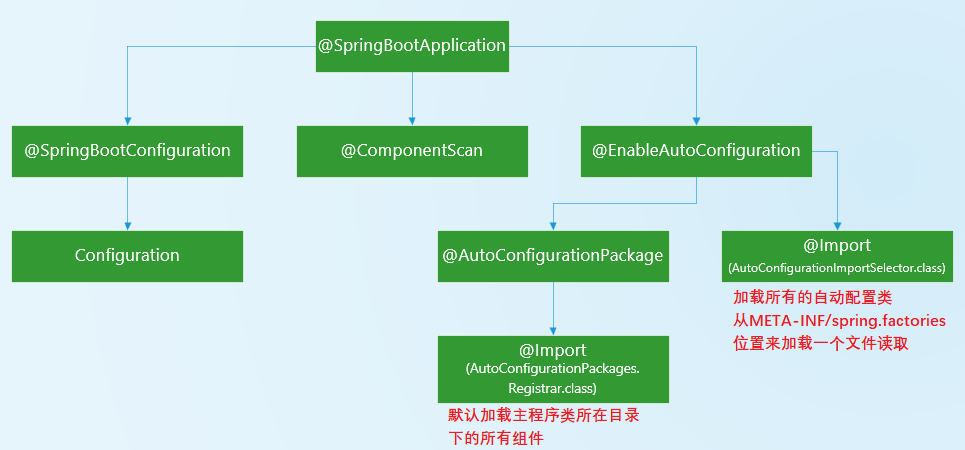 @SpringBootApplication
@SpringBootConfiguration
@ComponentScan
@EnableAutoConfiguration
Configuration
@AutoConfigurationPackage
@Import
(AutoConfigurationImportSelector.class)
加载所有的自动配置类
从META-INF/spring.factories
位置来加载一个文件读取
@Import
(AutoConfigurationPackages.
Registrar.class)
默认加载主程序类所在目录
下的所有组件